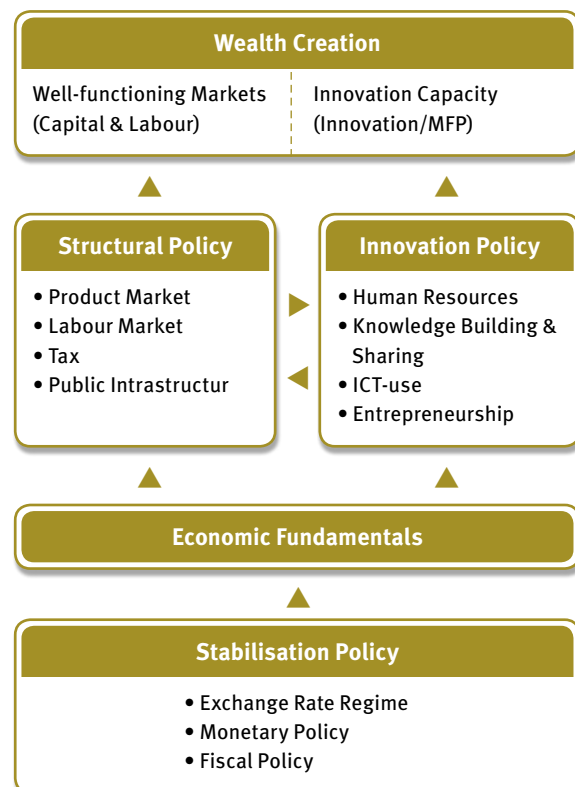 Wealth Creation
Well-functioning Markets
(Capital & Labour)
Innovation Capacity
(Innovation/MFP)
Structural Policy
• Product Market
• Labour Market
• Tax
• Public Intrastructur
Innovation Policy
• Human Resources
• Knowledge Building &
Sharing
• ICT-use
• Entrepreneurship
Economic Fundamentals
Stabilisation Policy
• Exchange Rate Regime
• Monetary Policy
• Fiscal Policy